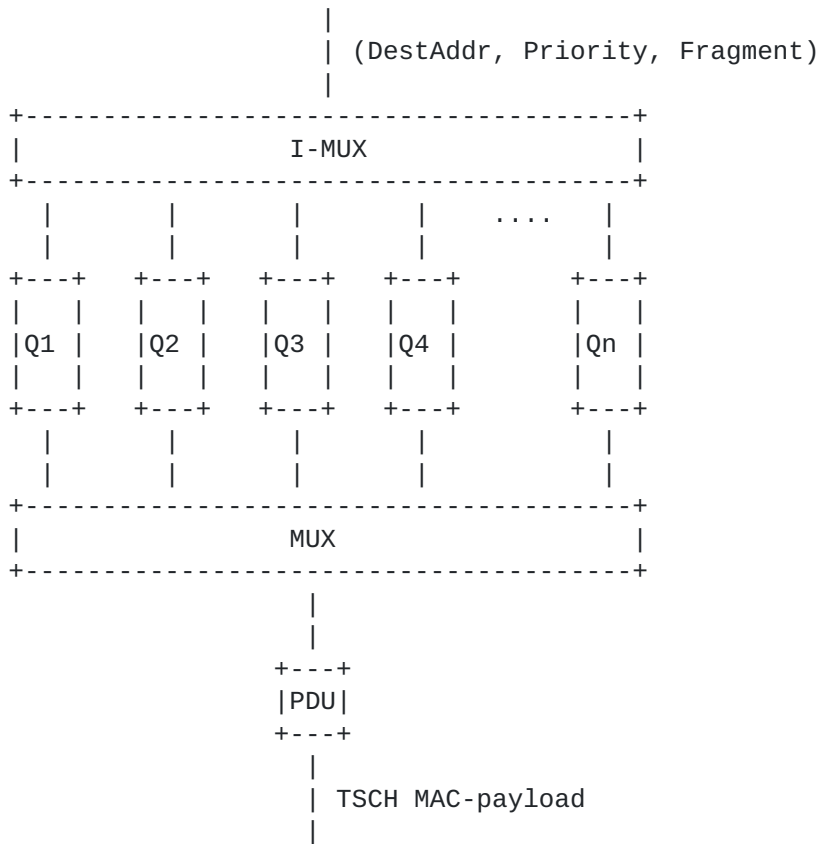 (DestAddr, Priority, Fragment)
I-MUX
....
Q1 Q2 Q3 Q4 Qn
MUX
PDU
TSCH MAC-payload